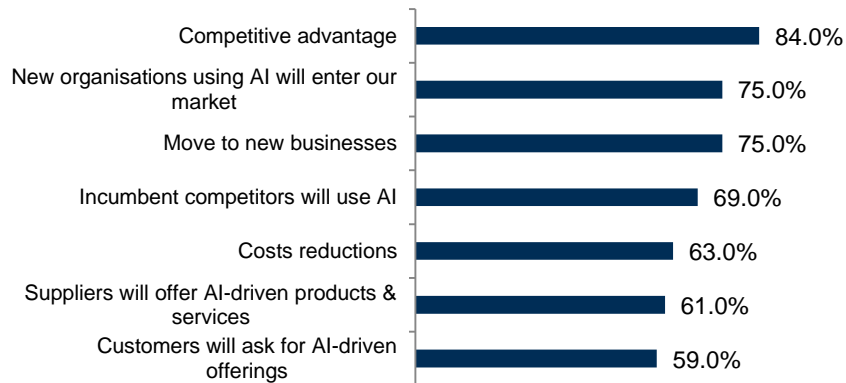 Competitive advantage 84.0%
New organisations using AI will enter our
market 75.0%
Move to new businesses 75.0%
Incumbent competitors will use AI 69.0%
Costs reductions 63.0%
Suppliers will offer AI-driven products &
services 61.0%
Customers will ask for AI-driven
offerings 59.0%